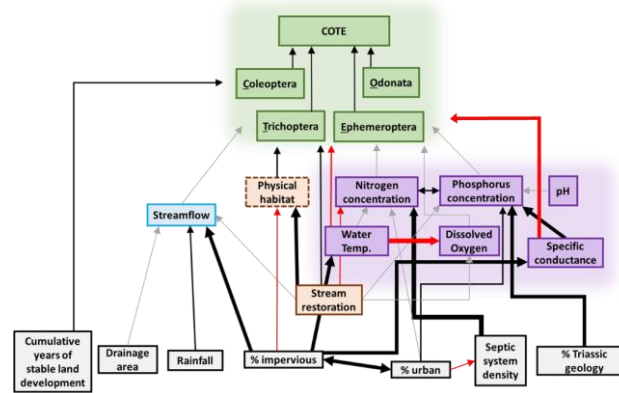 COTE
Coleoptera
Odonata
Trichoptera
Ephemeroptera
Physical
habitat
Nitrogen
concentration
Phosphorus
concentration
pH
Streamflow
Water
Temp.
Dissolved
Oxygen
Specific
conductance
Stream
restoration
Cumulative
years of
stable land
development
Drainage
area
Rainfall
% impervious
% urban
Septic
system
density
% Triassic
geology